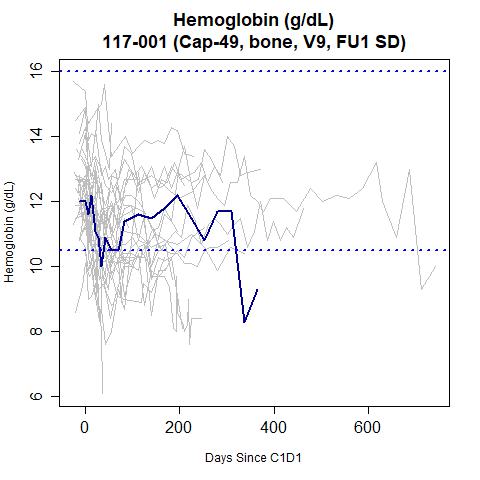 Hemoglobin (g/dL)
117-001 (Cap-49, bone, V9, FU1 SD)
Hemoglobin (g/dL)
16
14
12
10
8
6
0
200
400
600
Days Since C1D1